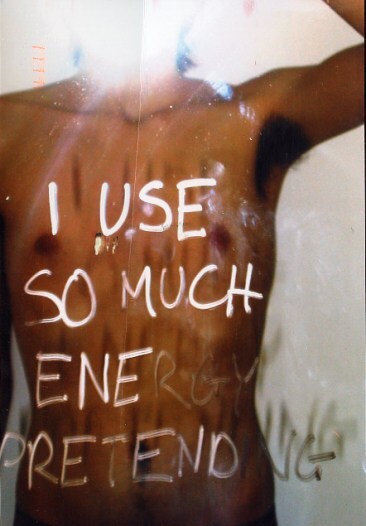 I USE
SO MUCH
ENERGY
PRETENDING